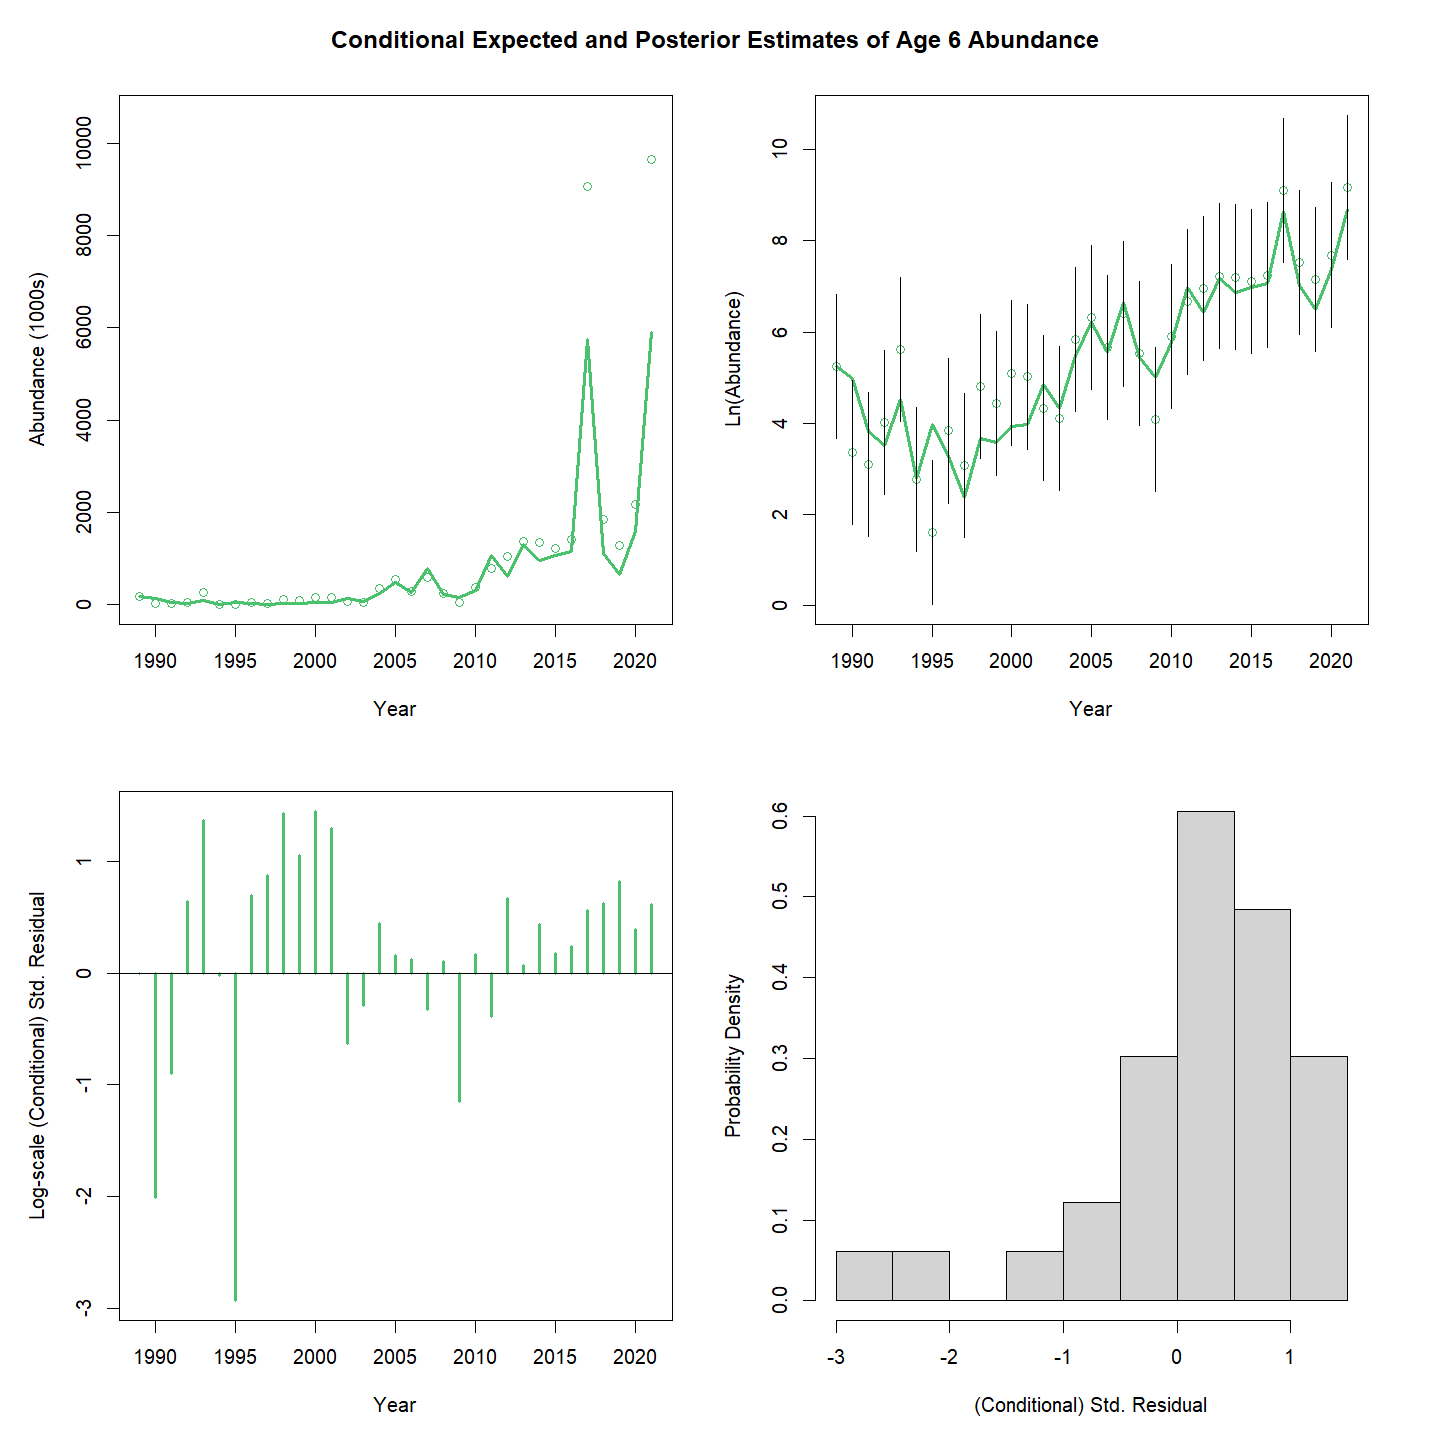 Conditional Expected and Posterior Estimates of Age 6 Abundance
Abundance (1000s)
10000
8000
6000
4000
2000
0
1990 1995 2000 2005 2010 2015 2020
Year
Ln(Abundance)
10
8
6
4
2
0
1990 1995 2000 2005 2010 2015 2020
Year
Log-scale (Conditional) Std. Residual
1
0
-1
-2
-3
1990 1995 2000 2005 2010 2015 2020
Year
Probability Density
0.6
0.5
0.4
0.3
0.2
0.1
0.0
-3 -2 -1 0 1
(Conditional) Std. Residual